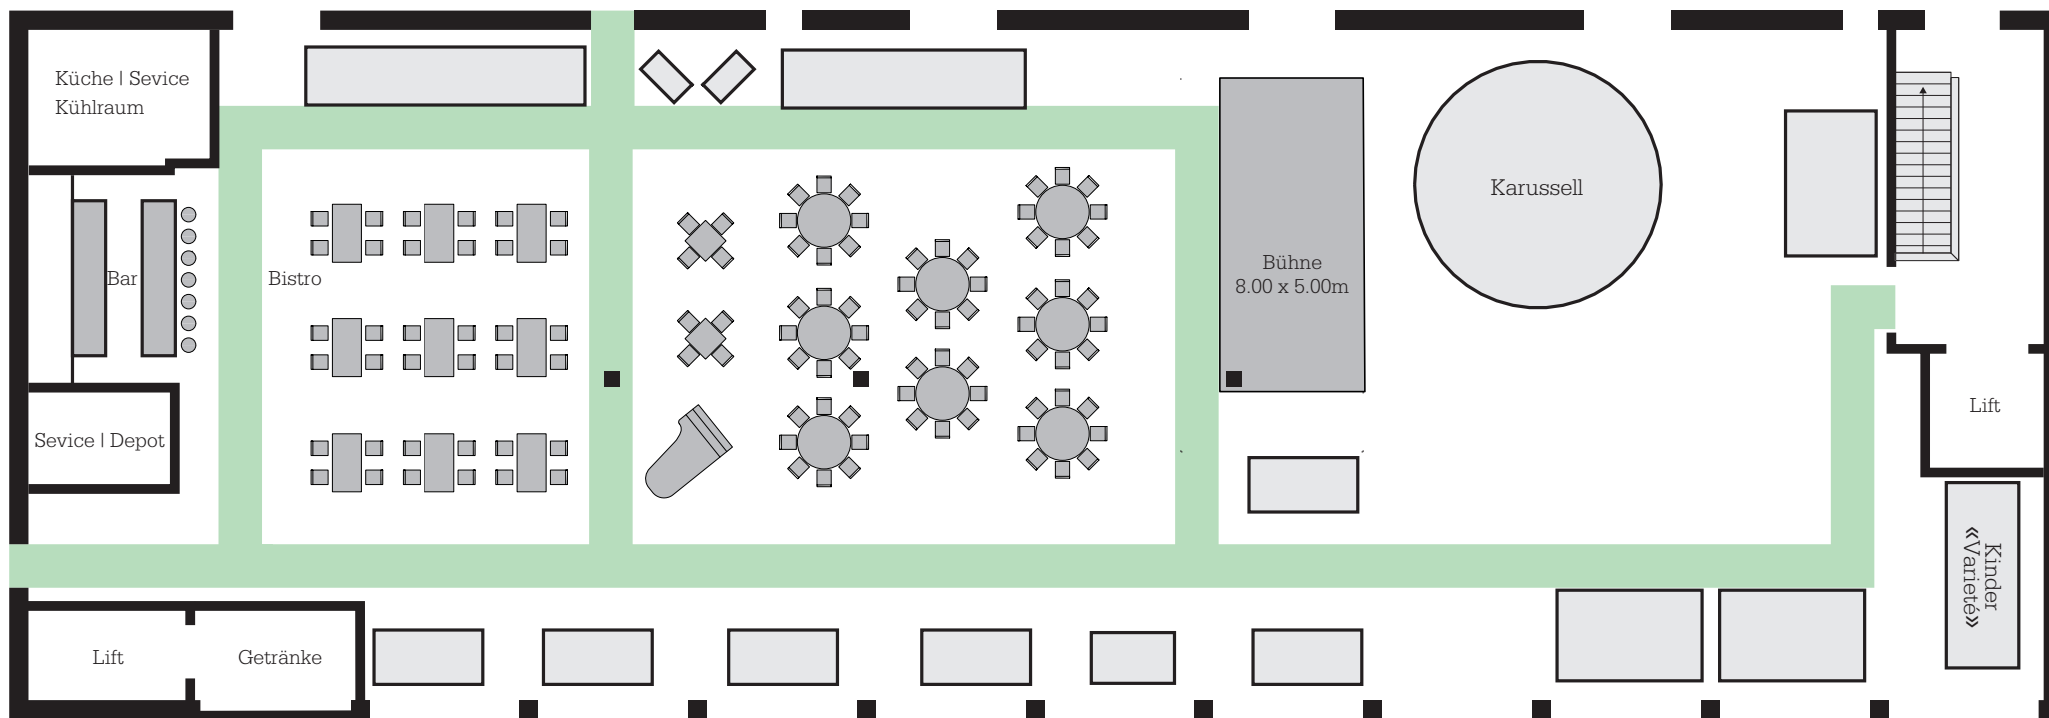 Küche | Sevice
Kühlraum
Bar
Bistro
Sevice | Depot
Lift
Getränke
Bühne
8.00 x 5.00m
Karussell
Lift
Kinder
«Varieté»